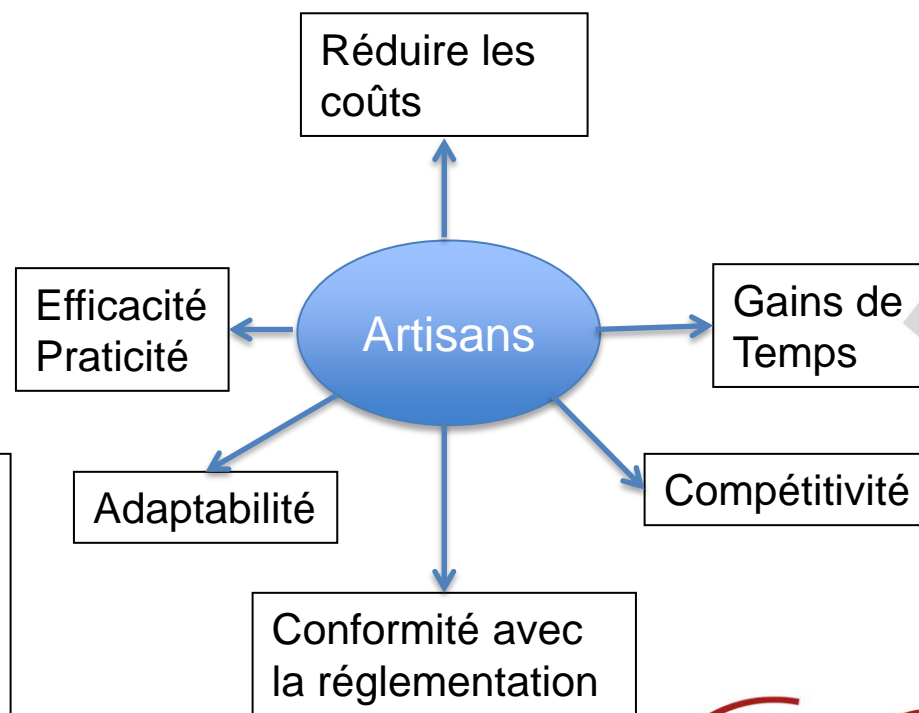 Réduire les
coûts
Efficacité
Praticité
Artisans
Gains de
Temps
Adaptabilité
Compétitivité
Conformité avec
la réglementation